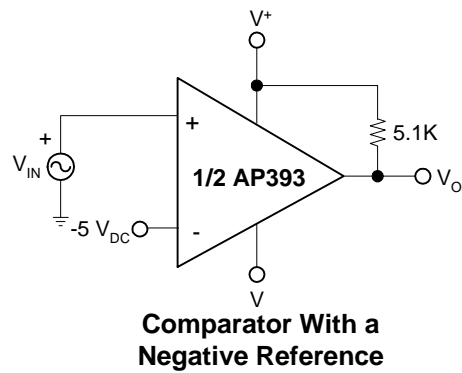 V+
+
5.1K
+
VIN
1/2 AP393
VO
-5 VDC
-
V
Comparator With a
Negative Reference